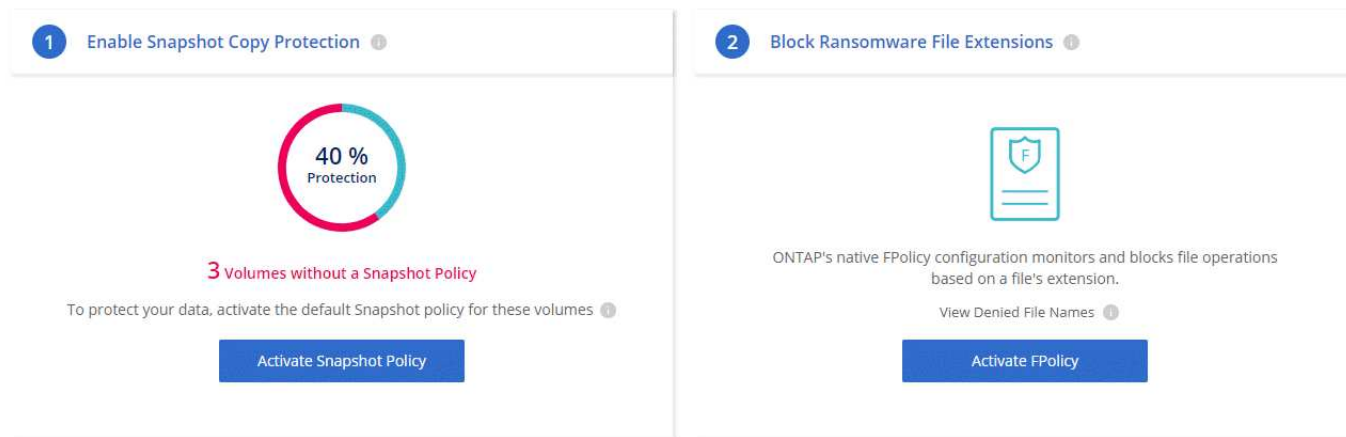 1 Enable Snapshot Copy Protection i
40 %
Protection
3 Volumes without a Snapshot Policy
To protect your data, activate the default Snapshot policy for these volumes i
Activate Snapshot Policy
2 Block Ransomware File Extensions i
F
ONTAP's native FPolicy configuration monitors and blocks file operations
based on a file's extension.
View Denied File Names i
Activate FPolicy